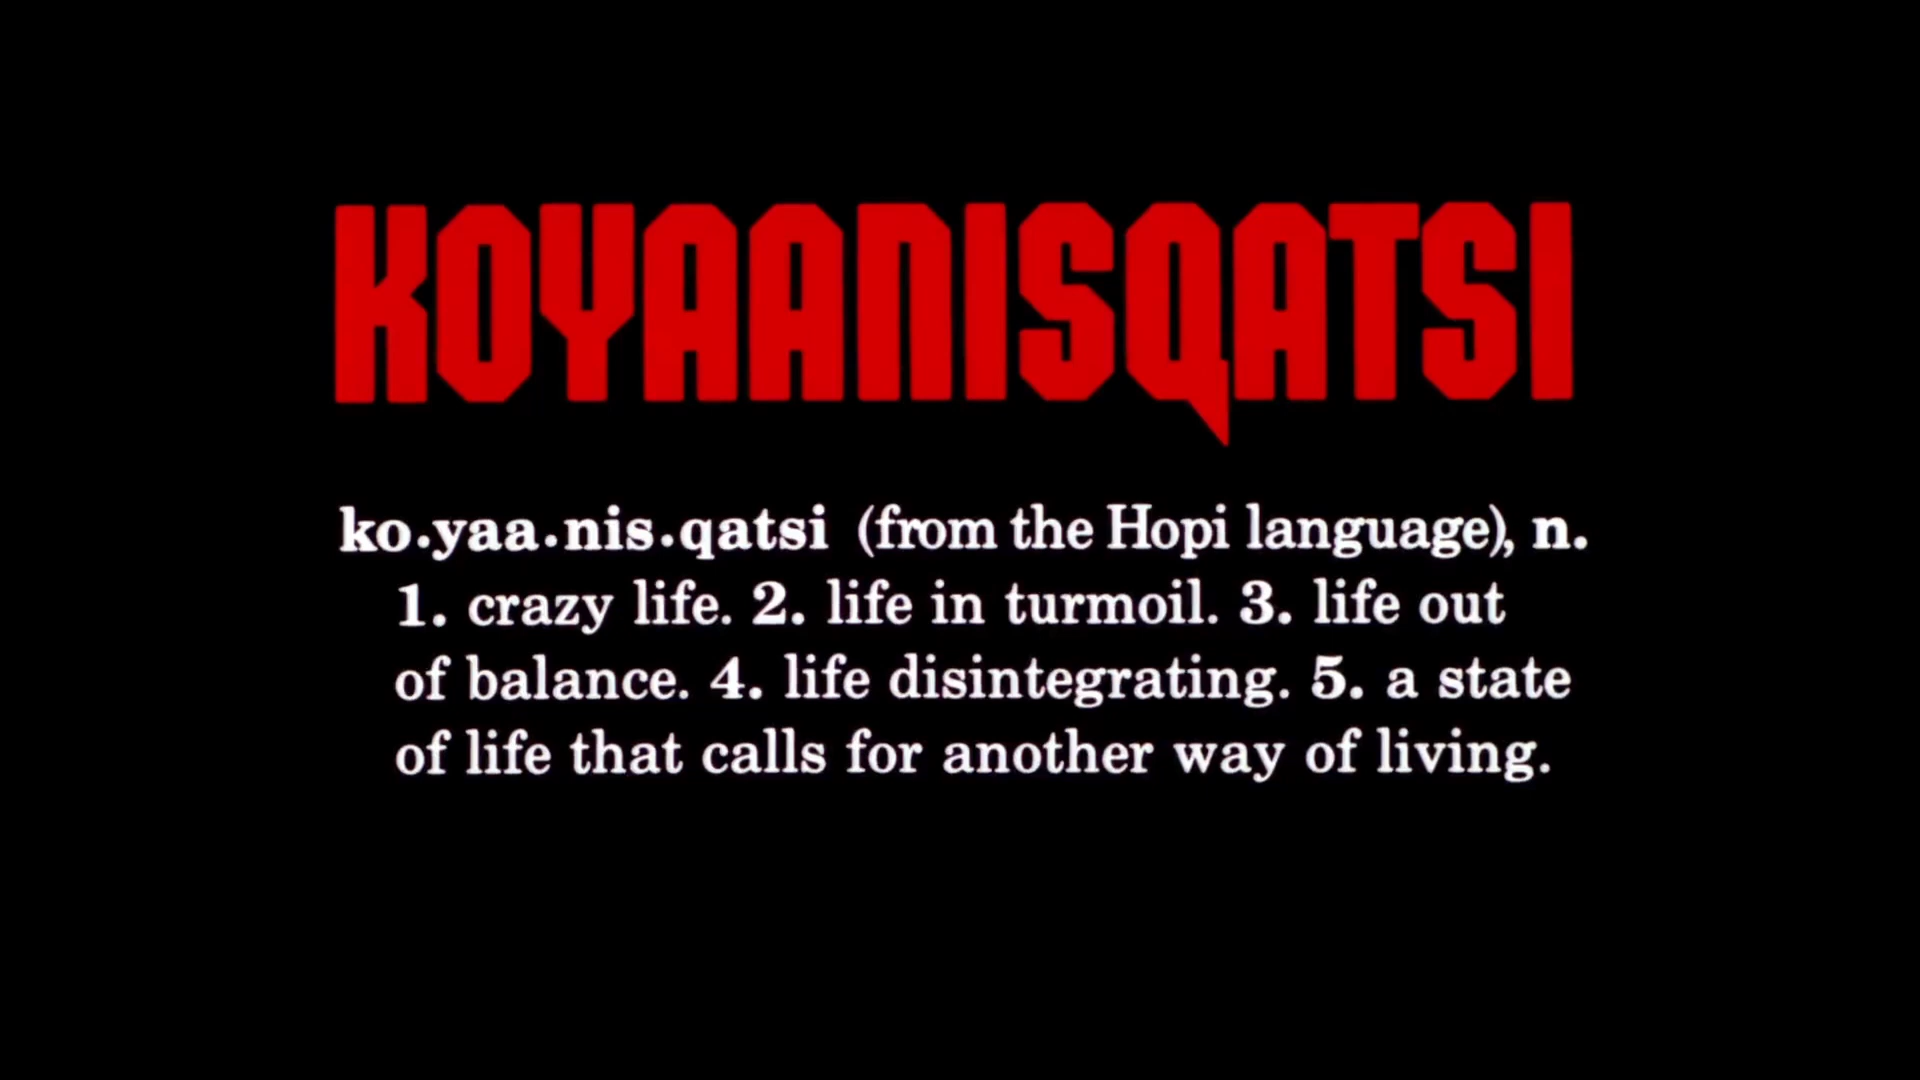 KOYAANISQATSI
ko.yaa.nis.qatsi (from the Hopi language), n.
1. crazy life. 2. life in turmoil. 3. life out
of balance. 4. life disintegrating. 5. a state
of life that calls for another way of living.